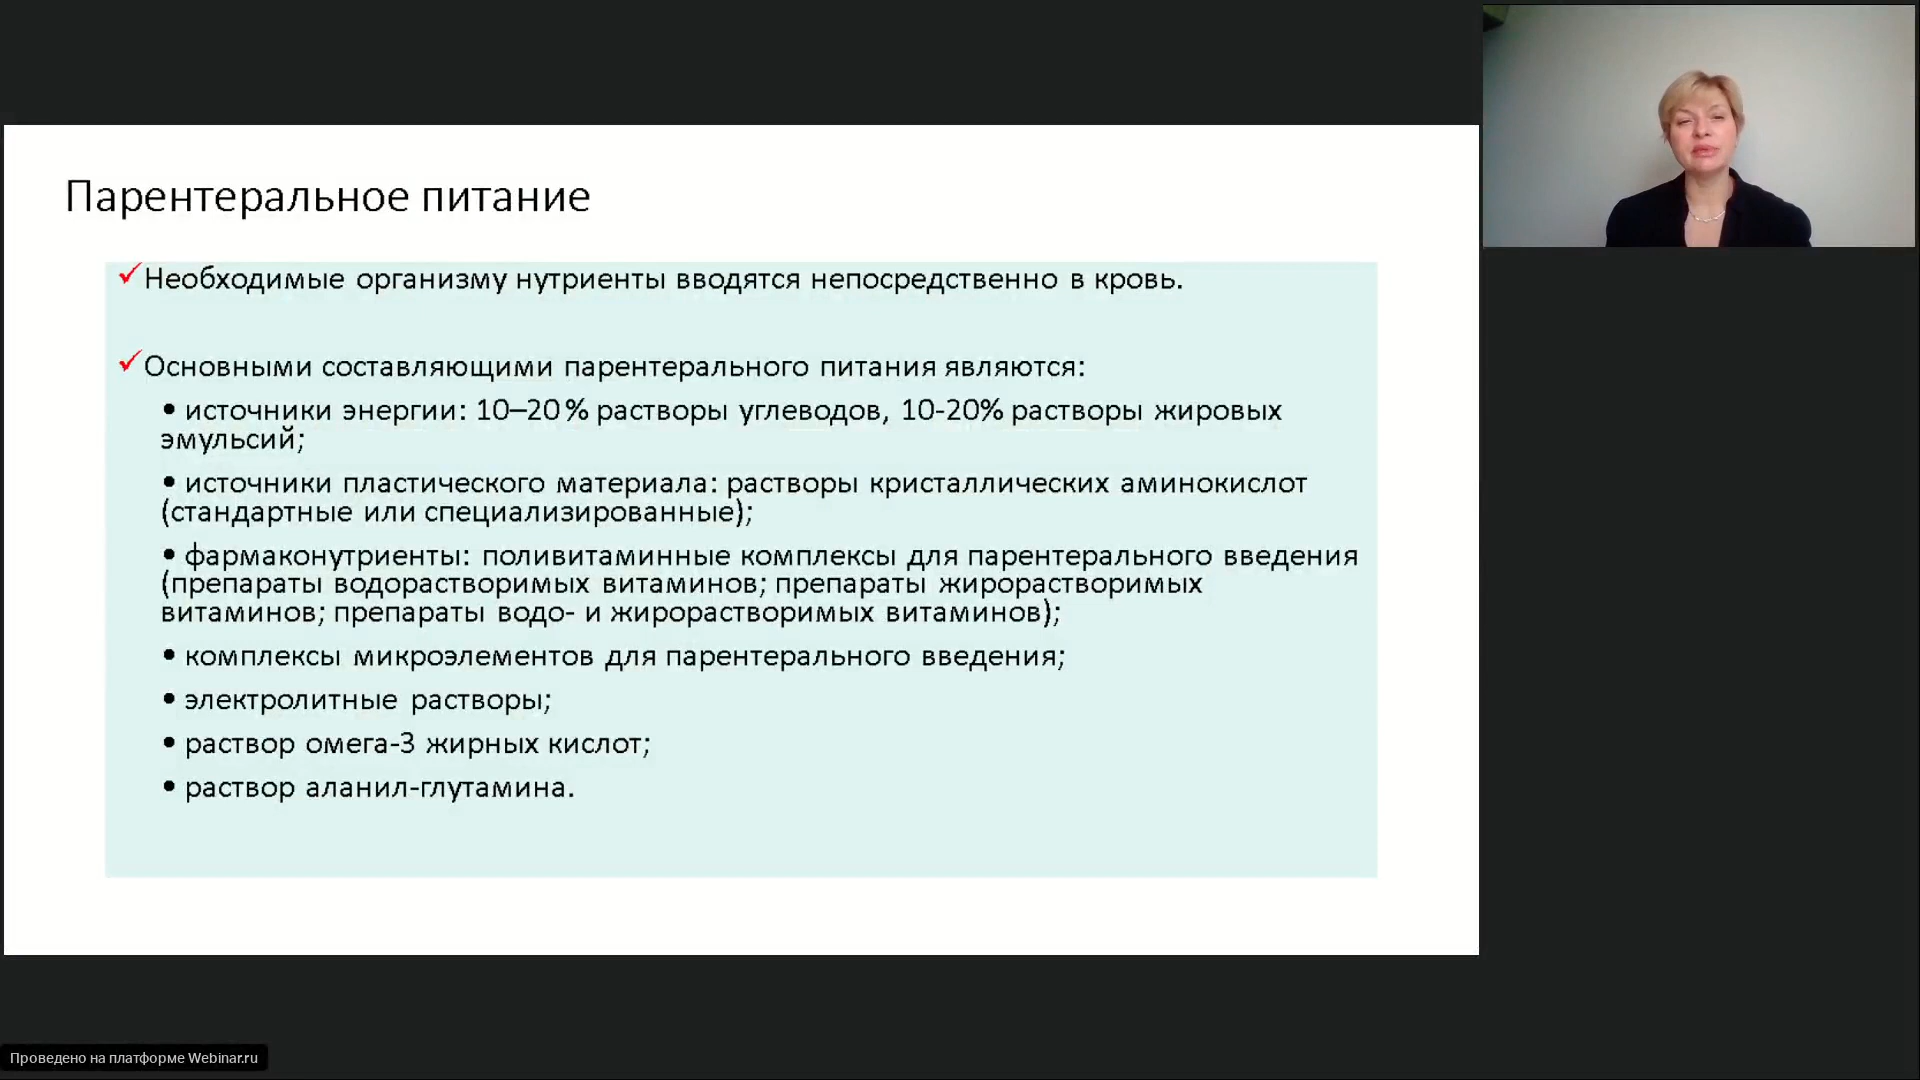 Парентеральное питание
Необходимые организму нутриенты вводятся непосредственно в кровь.
Основными составляющими парентерального питания являются:
• источники энергии: 10–20% растворы углеводов, 10-20% растворы жировых
эмульсий;
• источники пластического материала: растворы кристаллических аминокислот
(стандартные или специализированные);
• фармаконутриенты: поливитаминные комплексы для парентерального введения
(препараты водорастворимых витаминов; препараты жирорастворимых
витаминов; препараты водо- и жирорастворимых витаминов);
• комплексы микроэлементов для парентерального введения;
• электролитные растворы;
• раствор омега-3 жирных кислот;
• раствор аланил-глутамина.
Проведено на платформе Webinar.ru